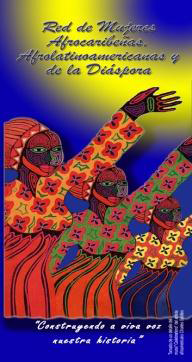 Red de Mujeres
Afrocaribeñas,
Afrolatinoamericanas y
de la Diáspora
"Construyendo a viva voz
nuestra historia"